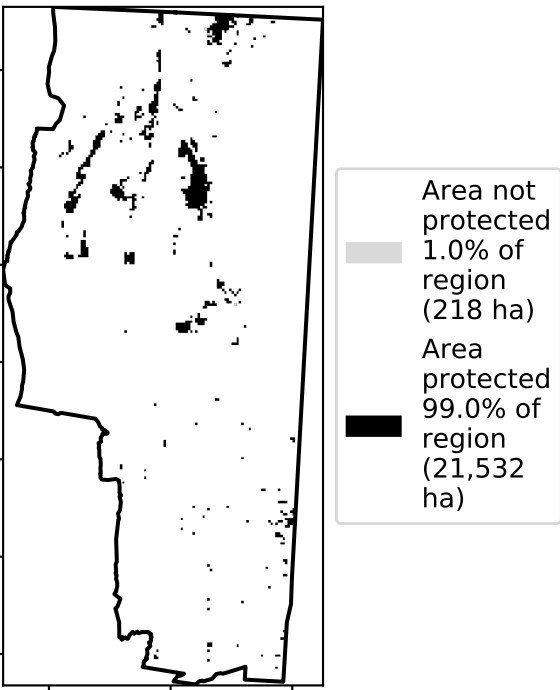 Area not
protected
1.0% of
region
(218 ha)
Area
protected
99.0% of
region
(21,532
ha)